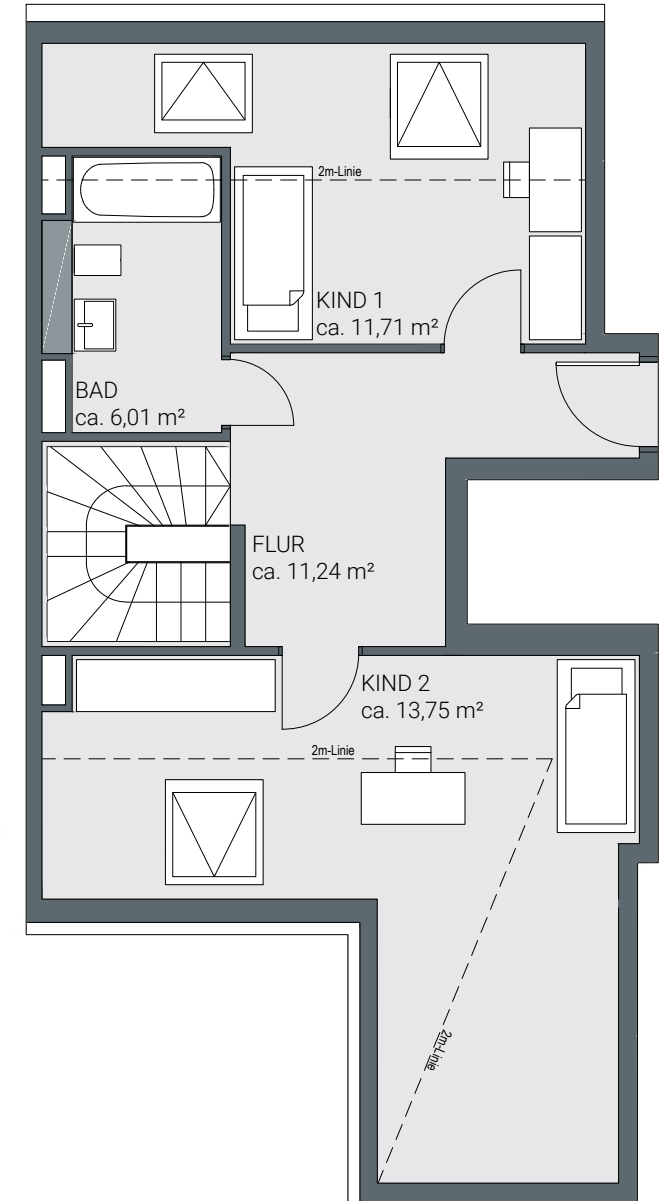 2m-Linie
KIND 1
ca. 11,71 m²
BAD
ca. 6,01 m²
FLUR
ca. 11,24 m²
KIND 2
ca. 13,75 m²
2m-Linie
2m-Linie